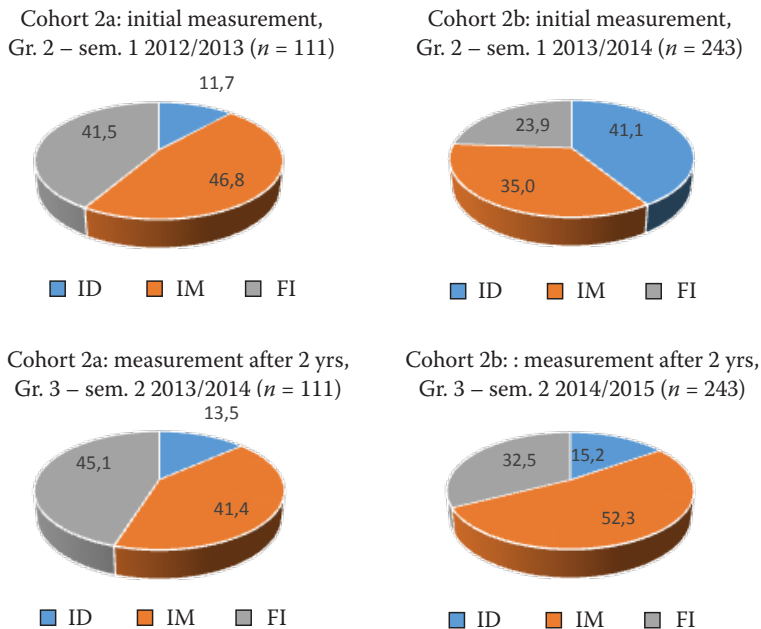 Cohort 2a: initial measurement,
Gr. 2 – sem. 1 2012/2013 (n = 111)
11,7
41,5
46,8
ID IM FI
Cohort 2b: initial measurement,
Gr. 2 – sem. 1 2013/2014 (n = 243)
23,9
41,1
35,0
ID IM FI
Cohort 2a: measurement after 2 yrs,
Gr. 3 – sem. 2 2013/2014 (n = 111)
13,5
45,1
41,4
ID IM FI
Cohort 2b: : measurement after 2 yrs,
Gr. 3 – sem. 2 2014/2015 (n = 243)
32,5
15,2
52,3
ID IM FI